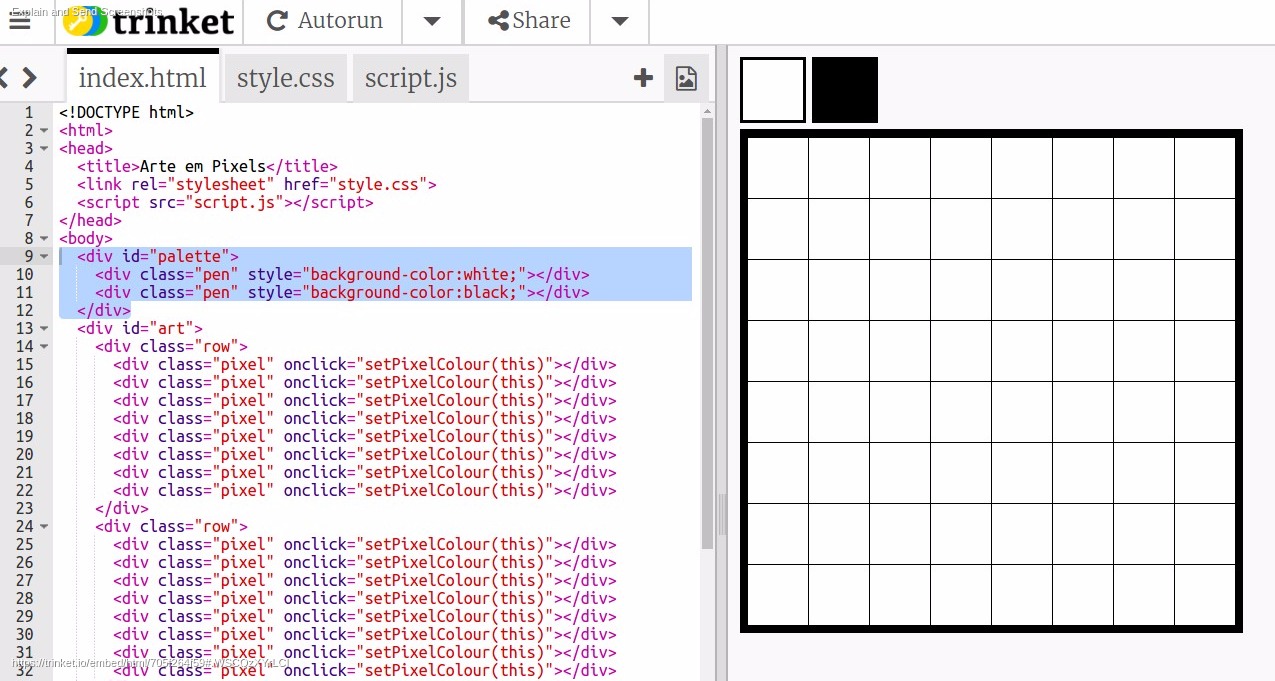 Explain and Send Screenshots
trinket
Autorun
Share
index.html
style.css
script.js
1 <!DOCTYPE html>
2 <html>
3 <head>
4 <title>Arte em Pixels</title>
5 <link rel="stylesheet" href="style.css">
6 <script src="script.js"></script>
7 </head>
8 <body>
9 <div id="palette">
10 <div class="pen" style="background-color:white;"></div>
11 <div class="pen" style="background-color:black;"></div>
12 </div>
13 <div id="art">
14 <div class="row">
15 <div class="pixel" onclick="setPixelColour(this)"></div>
16 <div class="pixel" onclick="setPixelColour(this)"></div>
17 <div class="pixel" onclick="setPixelColour(this)"></div>
18 <div class="pixel" onclick="setPixelColour(this)"></div>
19 <div class="pixel" onclick="setPixelColour(this)"></div>
20 <div class="pixel" onclick="setPixelColour(this)"></div>
21 <div class="pixel" onclick="setPixelColour(this)"></div>
22 <div class="pixel" onclick="setPixelColour(this)"></div>
23 </div>
24 <div class="row">
25 <div class="pixel" onclick="setPixelColour(this)"></div>
26 <div class="pixel" onclick="setPixelColour(this)"></div>
27 <div class="pixel" onclick="setPixelColour(this)"></div>
28 <div class="pixel" onclick="setPixelColour(this)"></div>
29 <div class="pixel" onclick="setPixelColour(this)"></div>
30 <div class="pixel" onclick="setPixelColour(this)"></div>
31 <div class="pixel" onclick="setPixelColour(this)"></div>
32 <div class="pixel" onclick="setPixelColour(this)"></div>